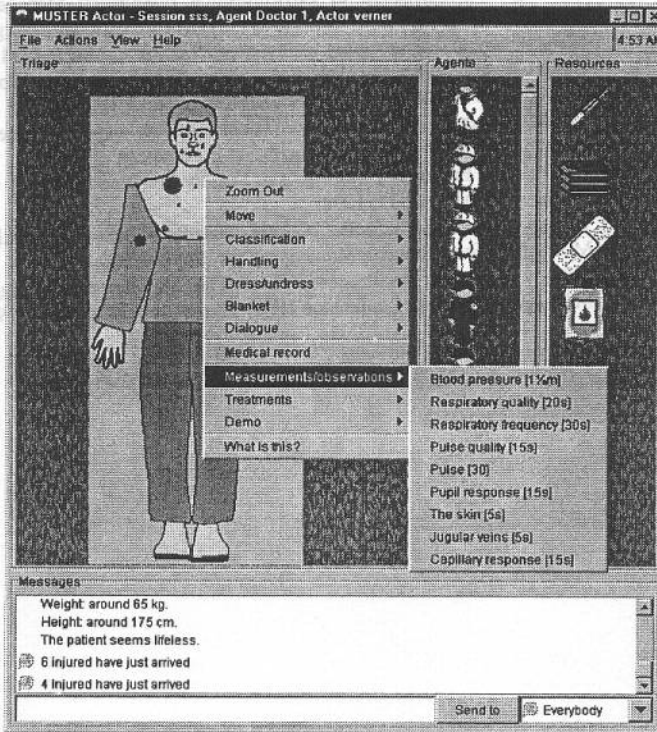 MUSTER Actor - Session sss, Agent Doctor 1, Actor verner
File Actions View Help
4:53 AM
Triage
Agents
Resources
Zoom Out
Move
Classification
Handling
Dress/undress
Blanket
Dialogue
Medical record
Measurements/observations
Treatments
Demo
What is this?
Blood pressure [1½m]
Respiratory quality [20s]
Respiratory frequency [30s]
Pulse quality [15s]
Pulse [30]
Pupil response [15s]
The skin [5s]
Jugular veins [5s]
Capillary response [15s]
Messages
Weight: around 65 kg.
Height: around 175 cm.
The patient seems lifeless.
6 injured have just arrived
4 injured have just arrived
Send to
Everybody